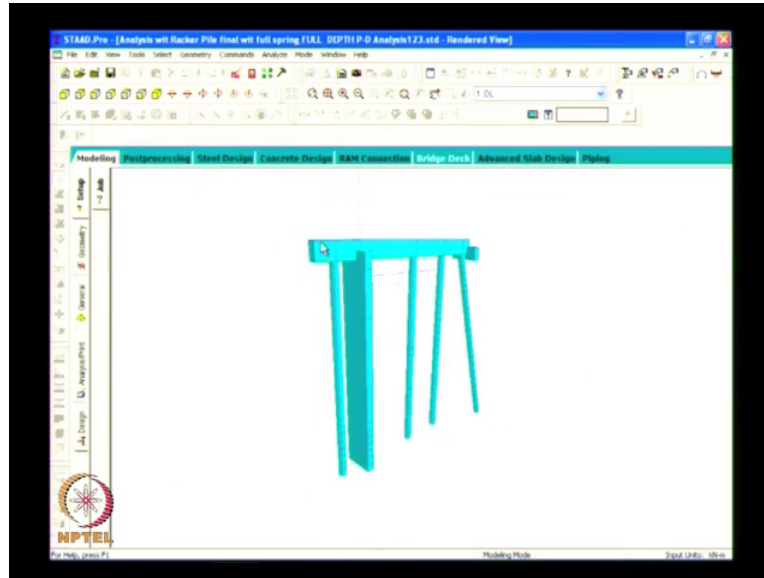 STAAD.Pro - [Analysis wit Racker Pile final wit full spring FULL DEPTH P-D Analysis123.std - Rendered View]
File Edit View Tools Select Geometry Commands Analyze Mode Window Help
1 DL
Modeling Postprocessing Steel Design Concrete Design RAM Connection Bridge Deck Advanced Slab Design Piping
Setup
Job
Geometry
General
Analysis/Print
Design
NPTEL
For Help, press F1
Modeling Mode
Input Units: kN-m